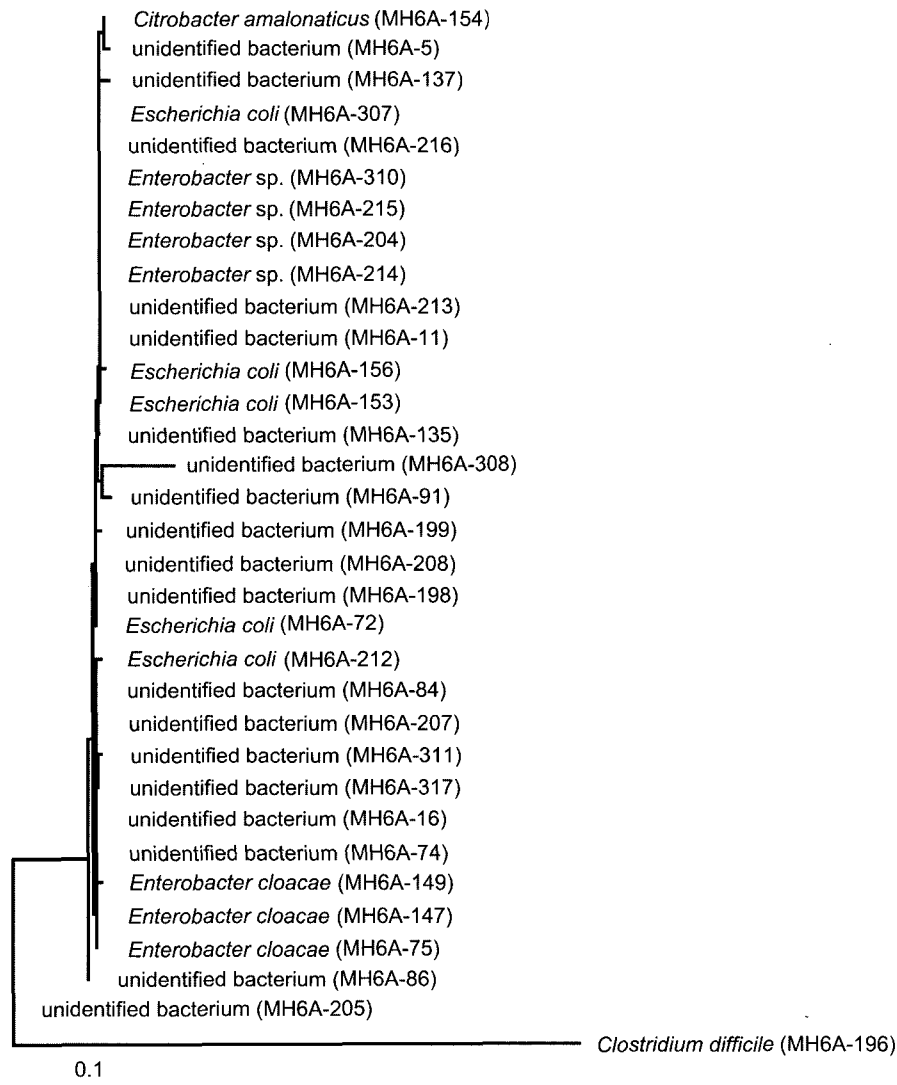 Citrobacter amalonaticus (MH6A-154)
unidentified bacterium (MH6A-5)
unidentified bacterium (MH6A-137)
Escherichia coli (MH6A-307)
unidentified bacterium (MH6A-216)
Enterobacter sp. (MH6A-310)
Enterobacter sp. (MH6A-215)
Enterobacter sp. (MH6A-204)
Enterobacter sp. (MH6A-214)
unidentified bacterium (MH6A-213)
unidentified bacterium (MH6A-11)
Escherichia coli (MH6A-156)
Escherichia coli (MH6A-153)
unidentified bacterium (MH6A-135)
unidentified bacterium (MH6A-308)
unidentified bacterium (MH6A-91)
unidentified bacterium (MH6A-199)
unidentified bacterium (MH6A-208)
unidentified bacterium (MH6A-198)
Escherichia coli (MH6A-72)
Escherichia coli (MH6A-212)
unidentified bacterium (MH6A-84)
unidentified bacterium (MH6A-207)
unidentified bacterium (MH6A-311)
unidentified bacterium (MH6A-317)
unidentified bacterium (MH6A-16)
unidentified bacterium (MH6A-74)
Enterobacter cloacae (MH6A-149)
Enterobacter cloacae (MH6A-147)
Enterobacter cloacae (MH6A-75)
unidentified bacterium (MH6A-86)
unidentified bacterium (MH6A-205)
Clostridium difficile (MH6A-196)
0.1